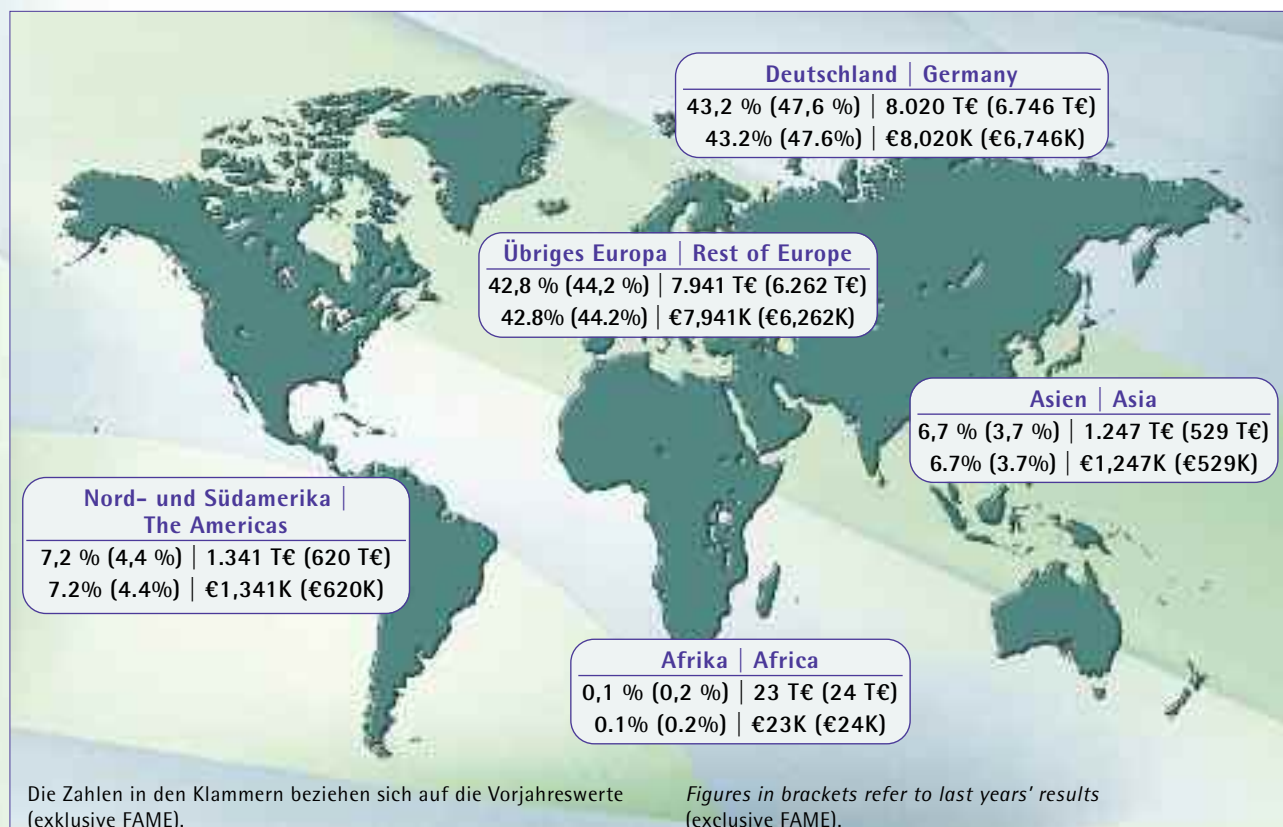 Deutschland | Germany
43,2 % (47,6 %) | 8.020 T€ (6.746 T€)
43.2% (47.6%) | €8,020K (€6,746K)
Übriges Europa | Rest of Europe
42,8 % (44,2 %) | 7.941 T€ (6.262 T€)
42.8% (44.2%) | €7,941K (€6,262K)
Asien | Asia
6,7 % (3,7 %) | 1.247 T€ (529 T€)
6.7% (3.7%) | €1,247K (€529K)
Nord- und Südamerika |
The Americas
7,2 % (4,4 %) | 1.341 T€ (620 T€)
7.2% (4.4%) | €1,341K (€620K)
Afrika | Africa
0,1 % (0,2 %) | 23 T€ (24 T€)
0.1% (0.2%) | €23K (€24K)
Die Zahlen in den Klammern beziehen sich auf die Vorjahreswerte
(exklusive FAME).
Figures in brackets refer to last years' results
(exclusive FAME).